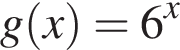 g(x) = 6^x